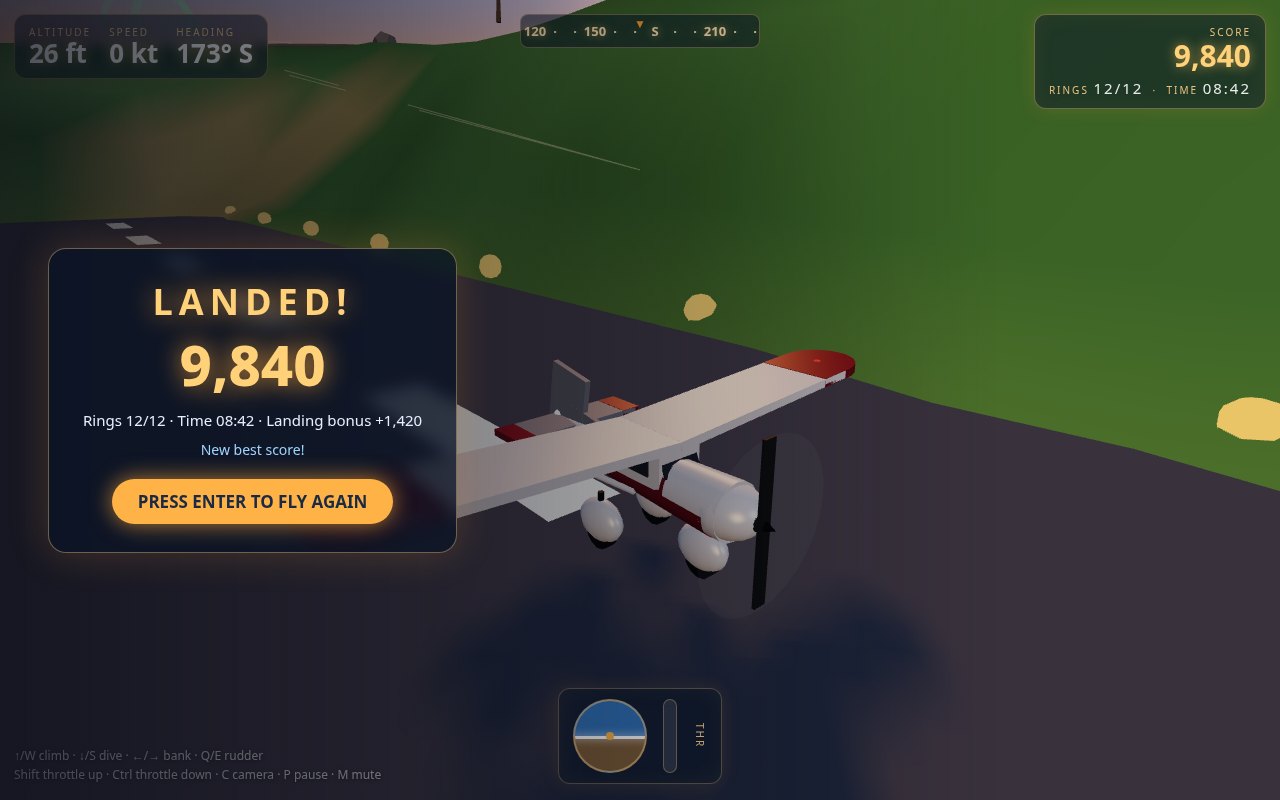 ALTITUDE SPEED HEADING
26 ft 0 kt 173° S
120 · · 150 · · S · · 210 · ·
SCORE
9,840
RINGS 12/12 · TIME 08:42
LANDED!
9,840
Rings 12/12 · Time 08:42 · Landing bonus +1,420
New best score!
PRESS ENTER TO FLY AGAIN
THR
↑/W climb · ↓/S dive · ←/→ bank · Q/E rudder
Shift throttle up · Ctrl throttle down · C camera · P pause · M mute